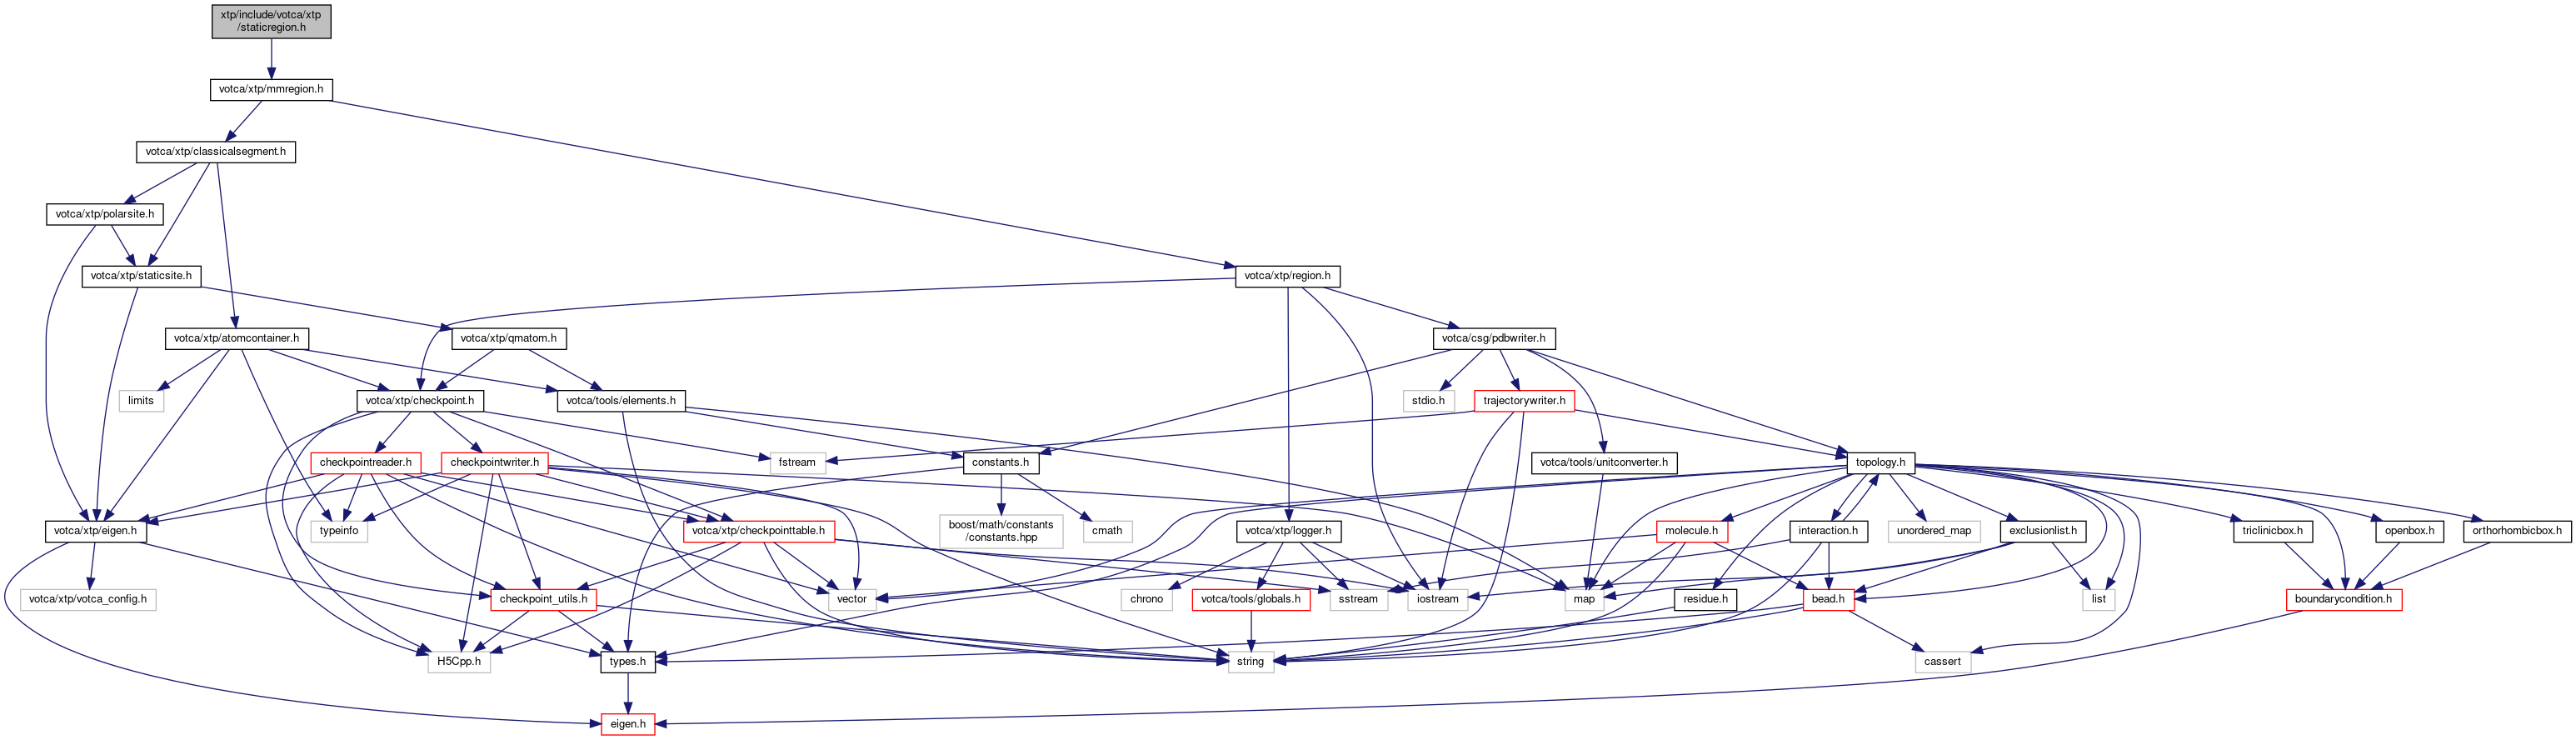 xtp/include/votca/xtp
/staticregion.h
votca/xtp/mmregion.h
votca/xtp/classicalsegment.h
votca/xtp/polarsite.h
votca/xtp/staticsite.h
votca/xtp/region.h
votca/xtp/atomcontainer.h
votca/xtp/qmatom.h
votca/csg/pdbwriter.h
limits
votca/xtp/checkpoint.h
votca/tools/elements.h
stdio.h
trajectorywriter.h
checkpointreader.h
checkpointwriter.h
fstream
constants.h
votca/tools/unitconverter.h
topology.h
votca/xtp/eigen.h
typeinfo
votca/xtp/checkpointtable.h
boost/math/constants
/constants.hpp
cmath
votca/xtp/logger.h
molecule.h
interaction.h
unordered_map
exclusionlist.h
triclinicbox.h
openbox.h
orthorhombicbox.h
votca/xtp/votca_config.h
checkpoint_utils.h
vector
chrono
votca/tools/globals.h
sstream
iostream
map
residue.h
bead.h
list
boundarycondition.h
H5Cpp.h
types.h
string
cassert
eigen.h